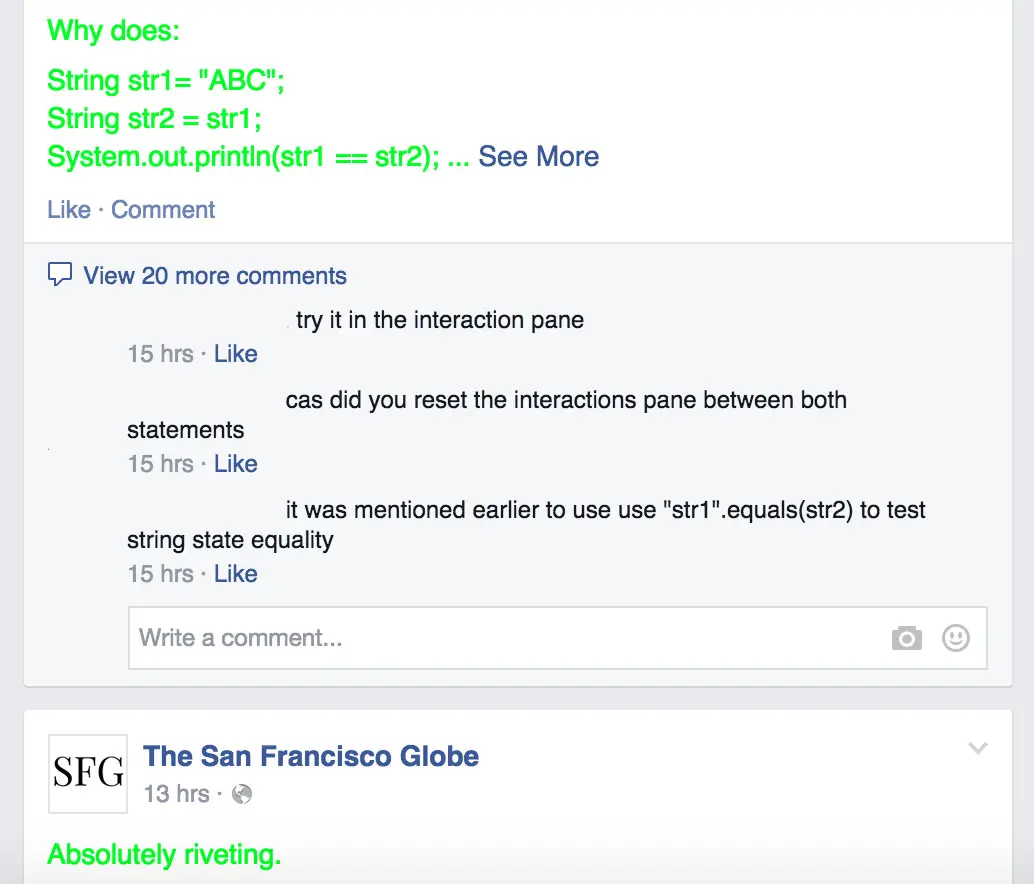 Why does:
String str1= "ABC";
String str2 = str1;
System.out.println(str1 == str2); ... See More
Like · Comment
View 20 more comments
try it in the interaction pane
15 hrs · Like
cas did you reset the interactions pane between both
statements
15 hrs · Like
it was mentioned earlier to use use "str1".equals(str2) to test
string state equality
15 hrs · Like
Write a comment...
SFG
The San Francisco Globe
13 hrs ·
Absolutely riveting.